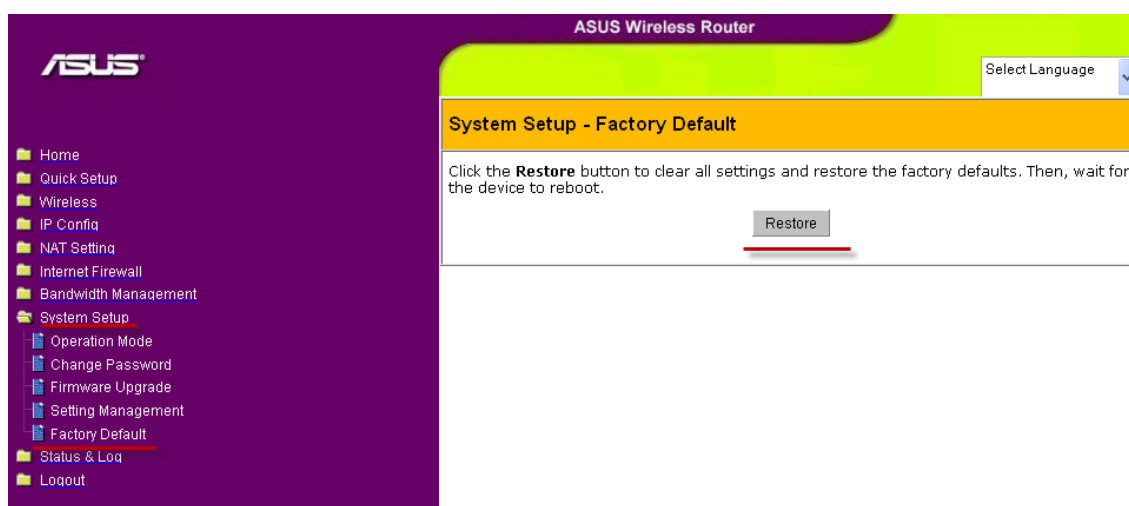 ASUS Wireless Router
ASUS
Select Language
System Setup - Factory Default
Click the Restore button to clear all settings and restore the factory defaults. Then, wait for
the device to reboot.
Restore
Home
Quick Setup
Wireless
IP Config
NAT Setting
Internet Firewall
Bandwidth Management
System Setup
Operation Mode
Change Password
Firmware Upgrade
Setting Management
Factory Default
Status & Log
Logout